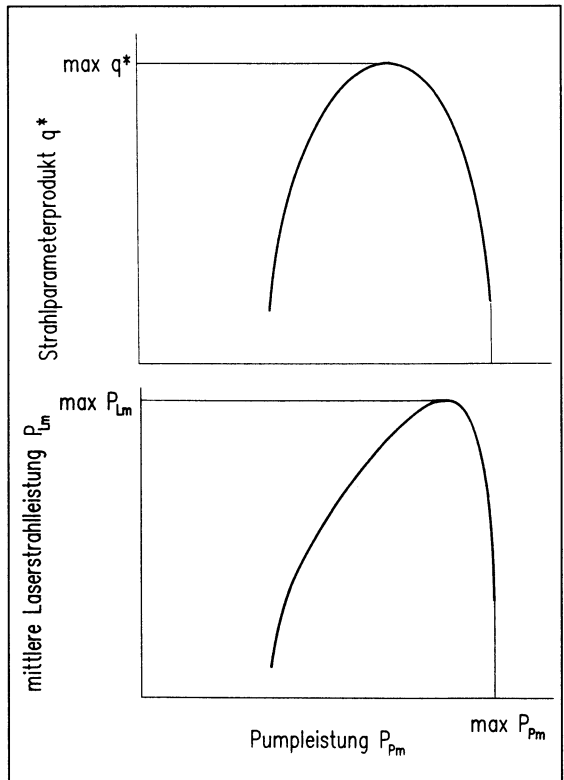 max q*
Strahlparameterprodukt q*
max P_Lm
mittlere Laserstrahlleistung P_Lm
max P_Pm
Pumpleistung P_Pm